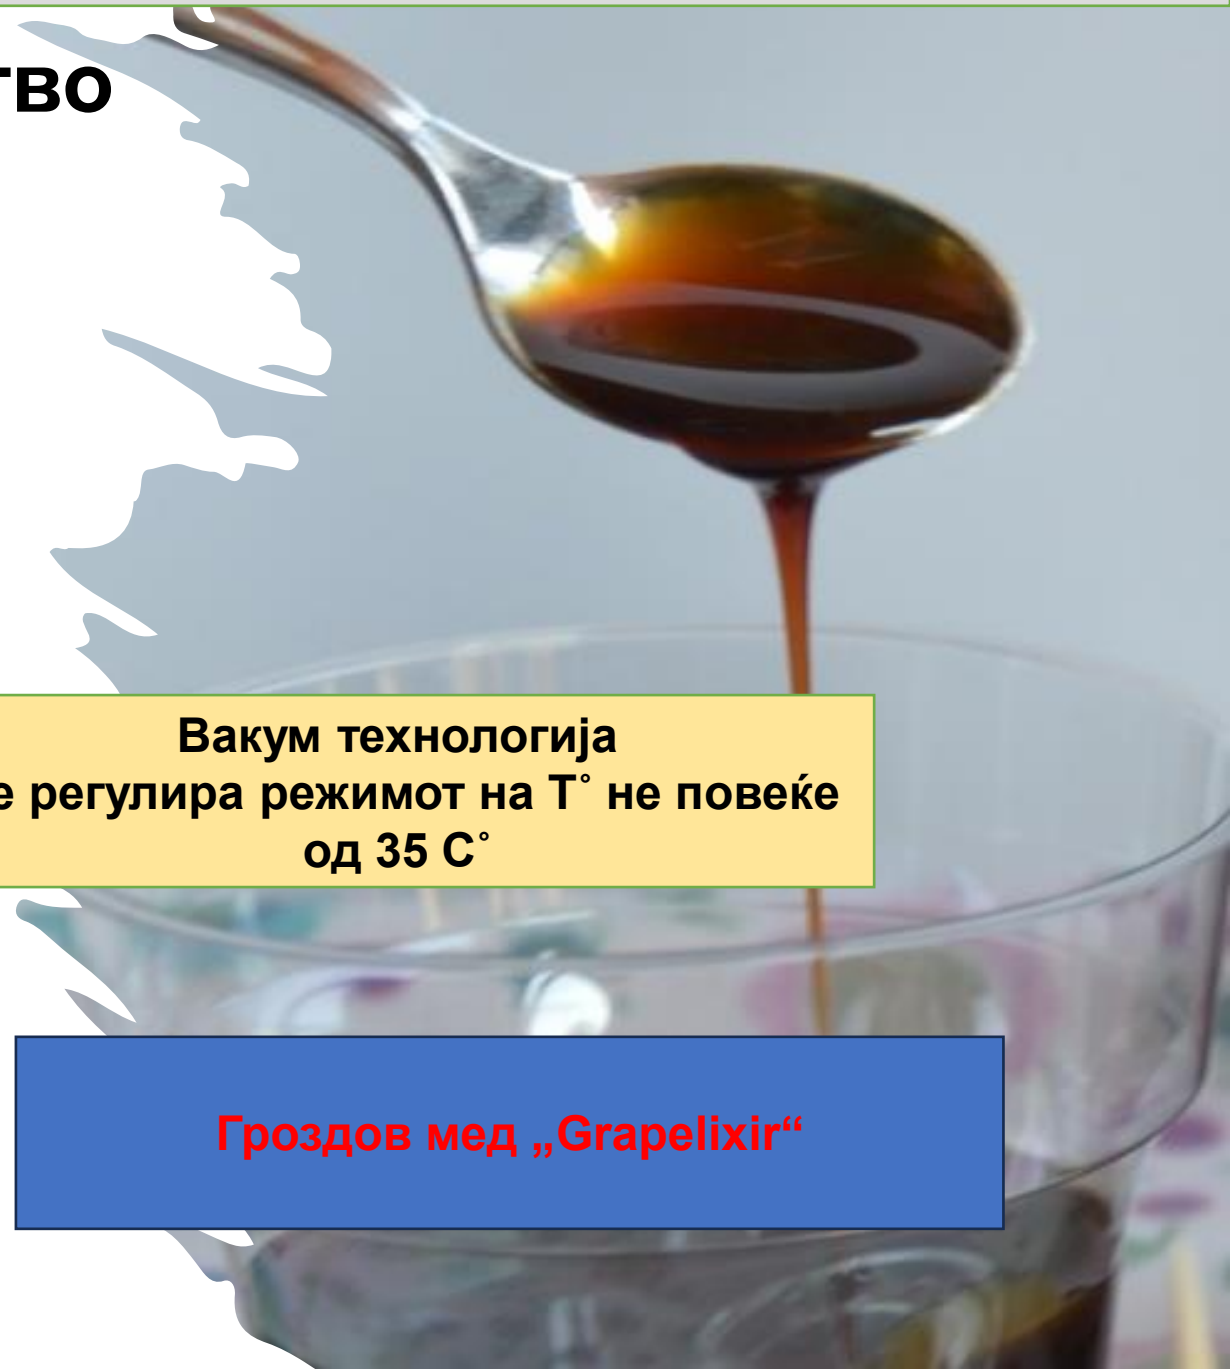 тво
Вакум технологија
е регулира режимот на Т˚ не повеќе
од 35 С˚
Гроздов мед „Grapelixir“